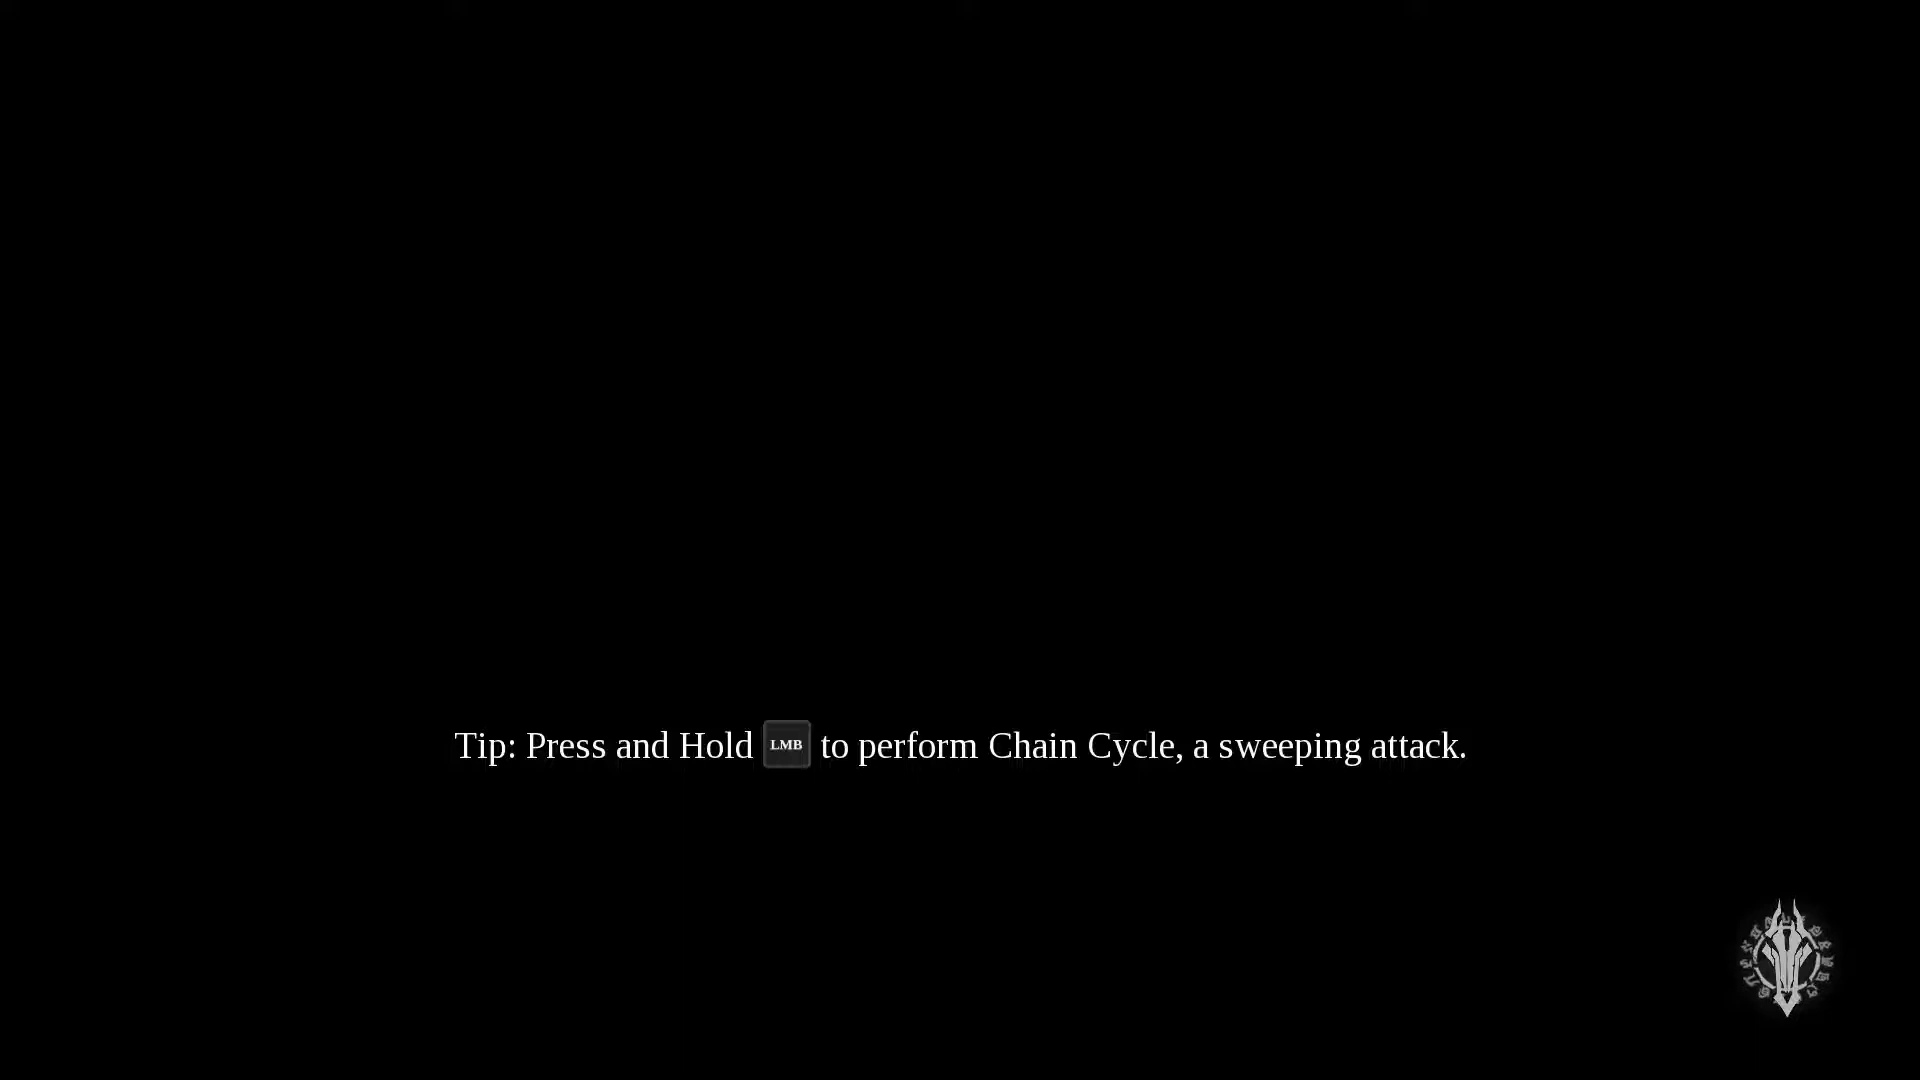 Tip: Press and Hold LMB to perform Chain Cycle, a sweeping attack.